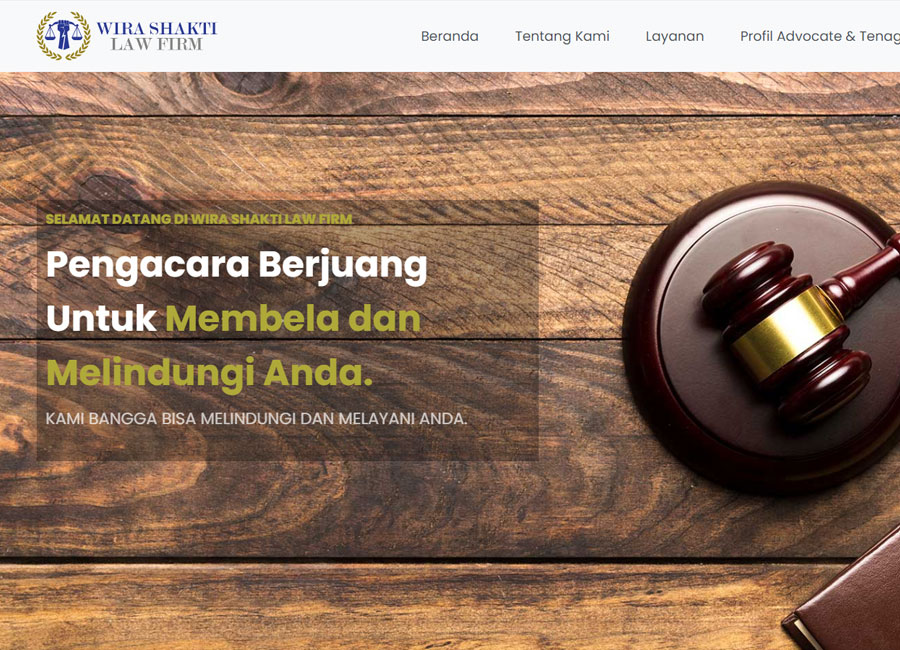 WIRA SHAKTI
LAW FIRM
Beranda Tentang Kami Layanan Profil Advocate & Tenag
SELAMAT DATANG DI WIRA SHAKTI LAW FIRM
Pengacara Berjuang
Untuk Membela dan
Melindungi Anda.
KAMI BANGGA BISA MELINDUNGI DAN MELAYANI ANDA.